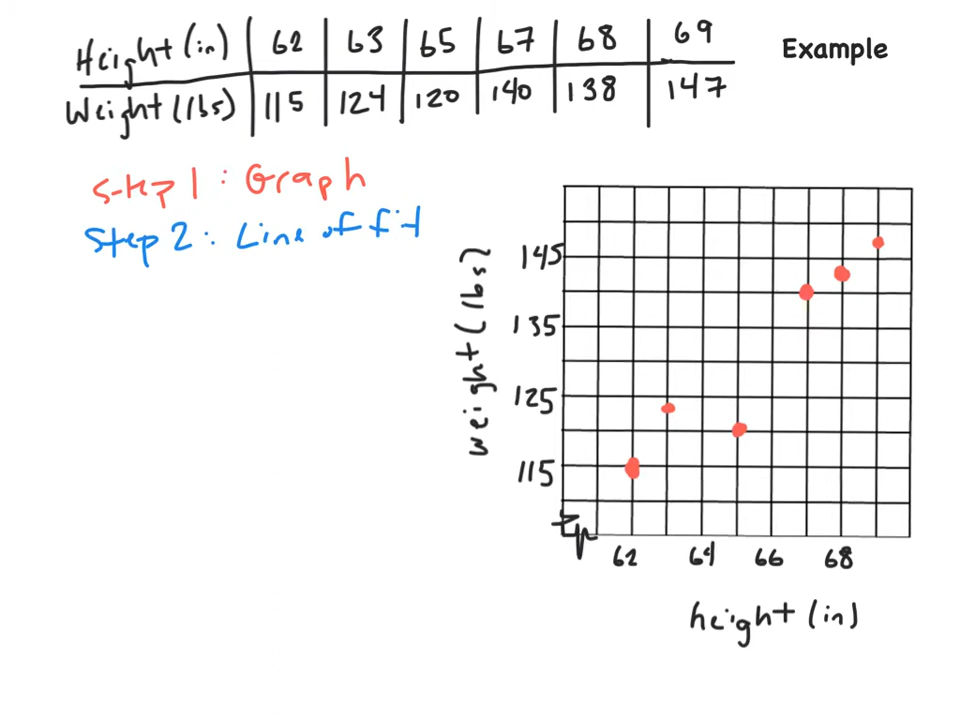 Height (in) 62 63 65 67 68 69
Example
Weight (lbs) 115 124 120 140 138 147
Step 1: Graph
Step 2: Line of fit
weight (lbs)
145
135
125
115
62 64 66 68
height (in)